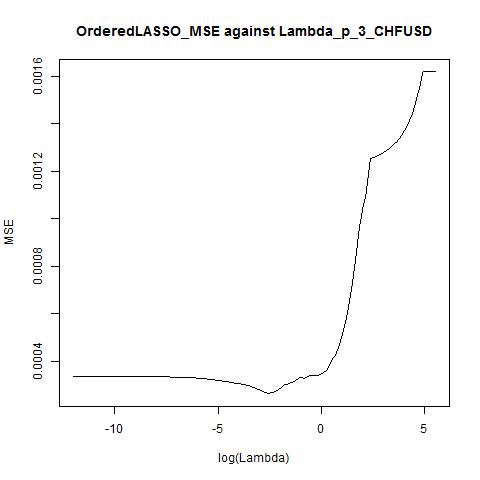 OrderedLASSO_MSE against Lambda_p_3_CHFUSD
0.0016
0.0012
0.0008
0.0004
MSE
-10 -5 0 5
log(Lambda)